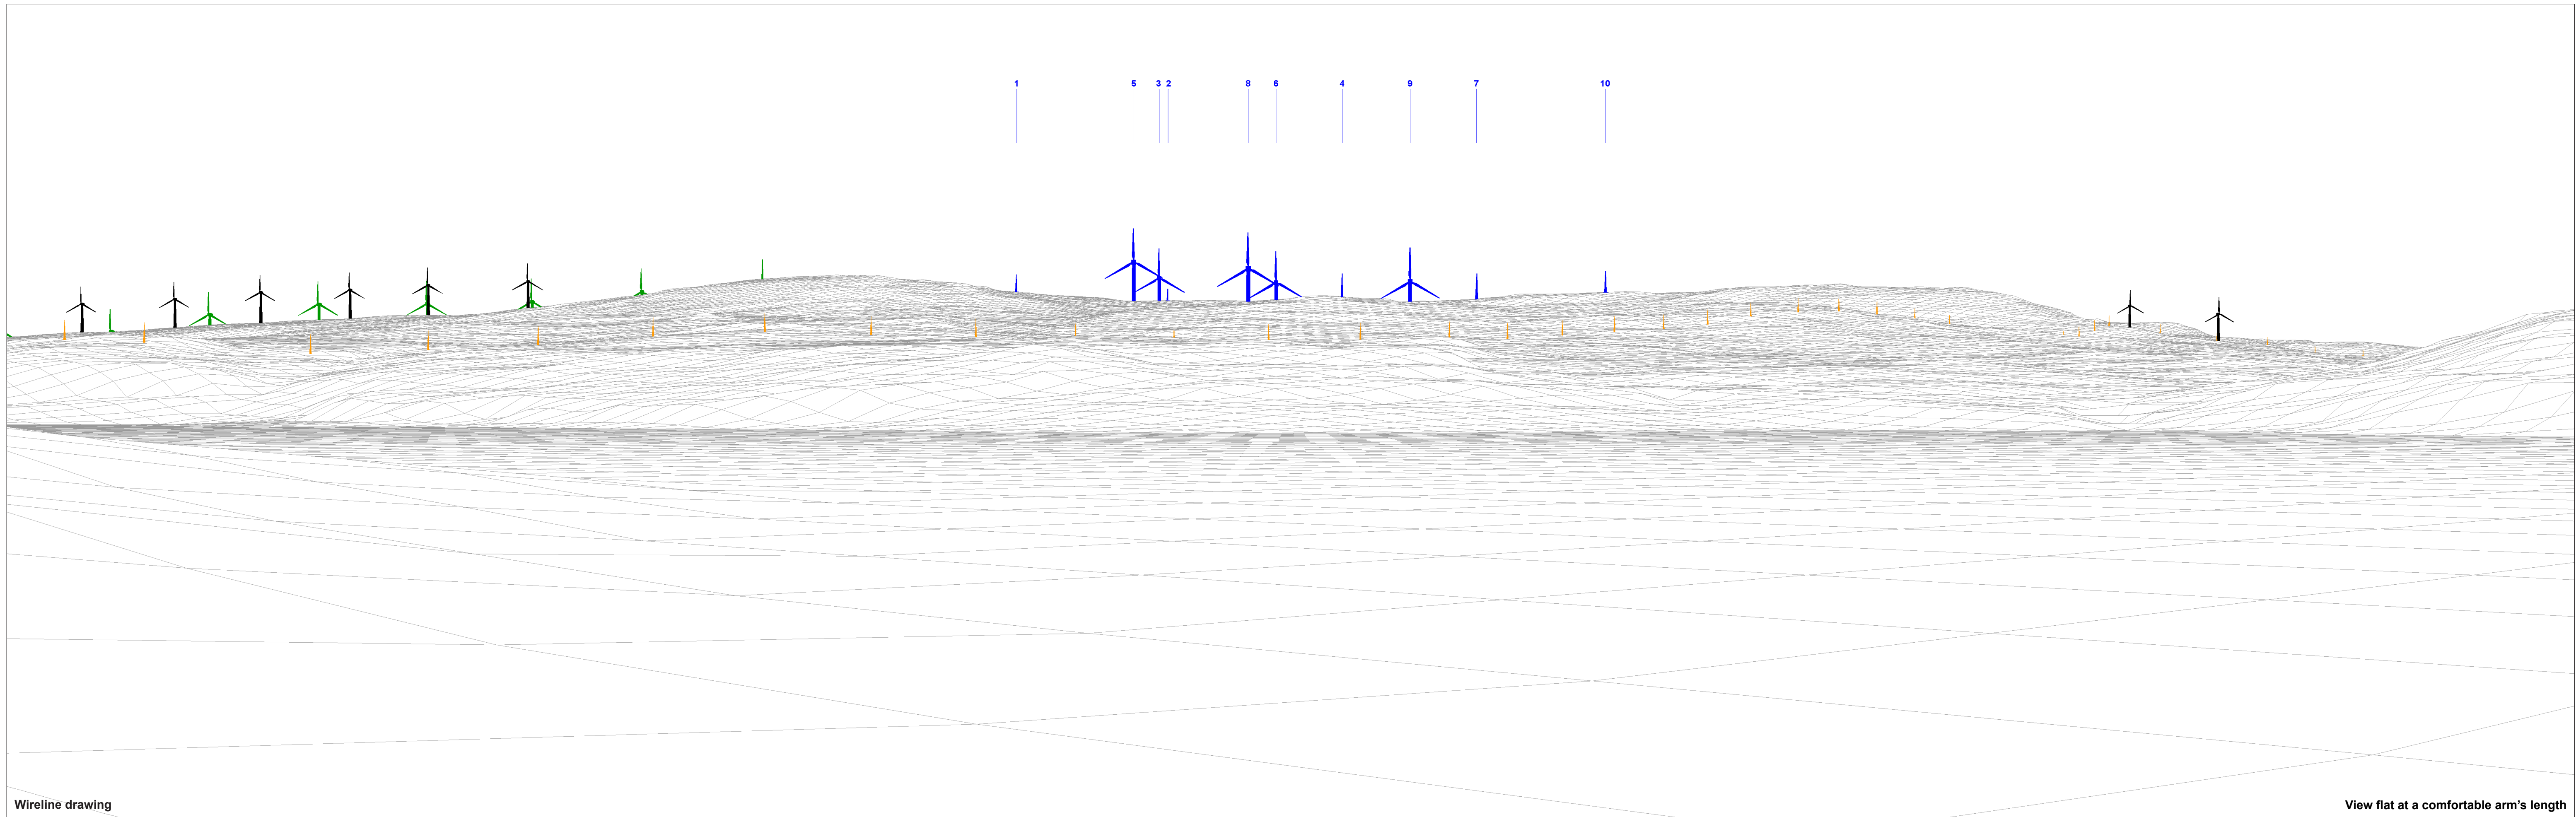 1 5 3 2 8 6 4 9 7 10
Wireline drawing
View flat at a comfortable arm’s length